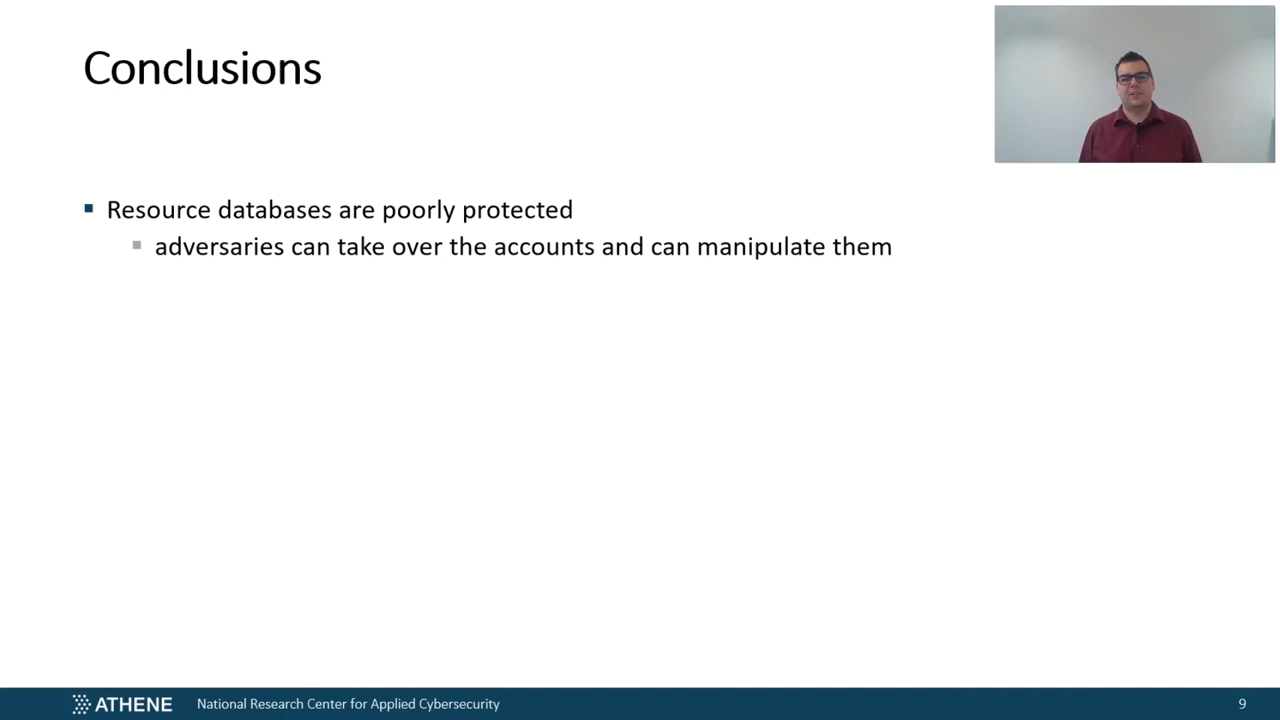 Conclusions
Resource databases are poorly protected
adversaries can take over the accounts and can manipulate them
ATHENE National Research Center for Applied Cybersecurity 9